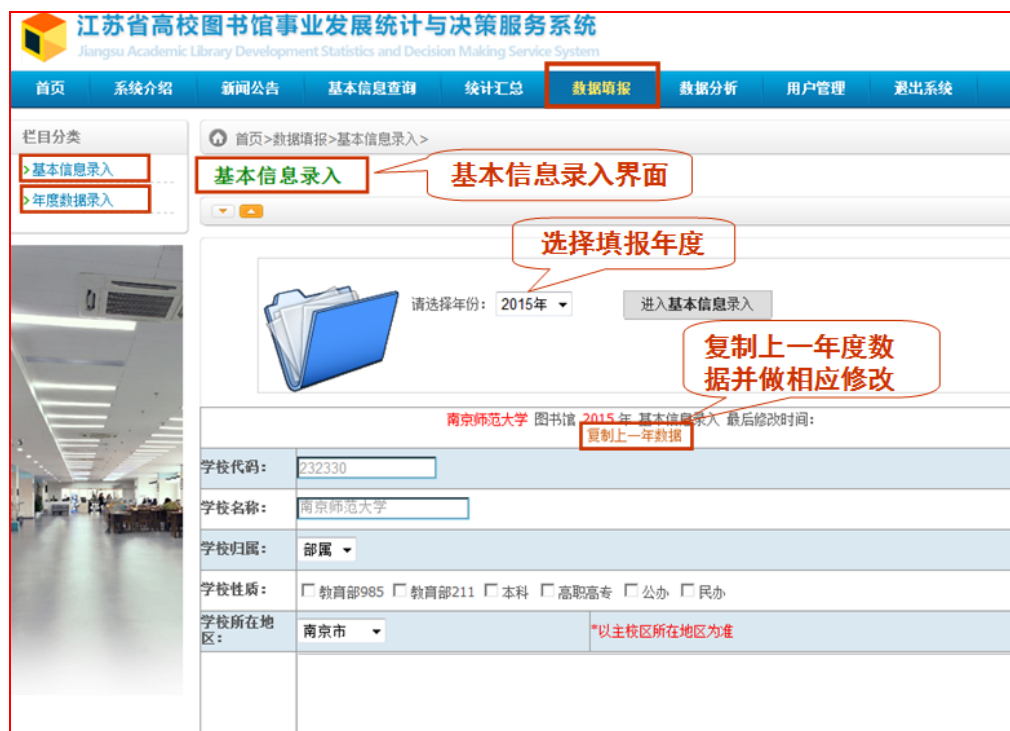 江苏省高校图书馆事业发展统计与决策服务系统
Jiangsu Academic Library Development Statistics and Decision Making Service System
首页 系统介绍 新闻公告 基本信息查询 统计汇总 数据填报 数据分析 用户管理 退出系统
栏目分类
基本信息录入
年度数据录入
首页>数据填报>基本信息录入>
基本信息录入
基本信息录入界面
选择填报年度
请选择年份: 2015年 进入基本信息录入
复制上一年度数
据并做相应修改
南京师范大学 图书馆 2015 年 基本信息录入 最后修改时间:
复制上一年数据
学校代码: 232330
学校名称: 南京师范大学
学校归属: 部属
学校性质: 教育部985 教育部211 本科 高职高专 公办 民办
学校所在地
区: 南京市 *以主校区所在地区为准